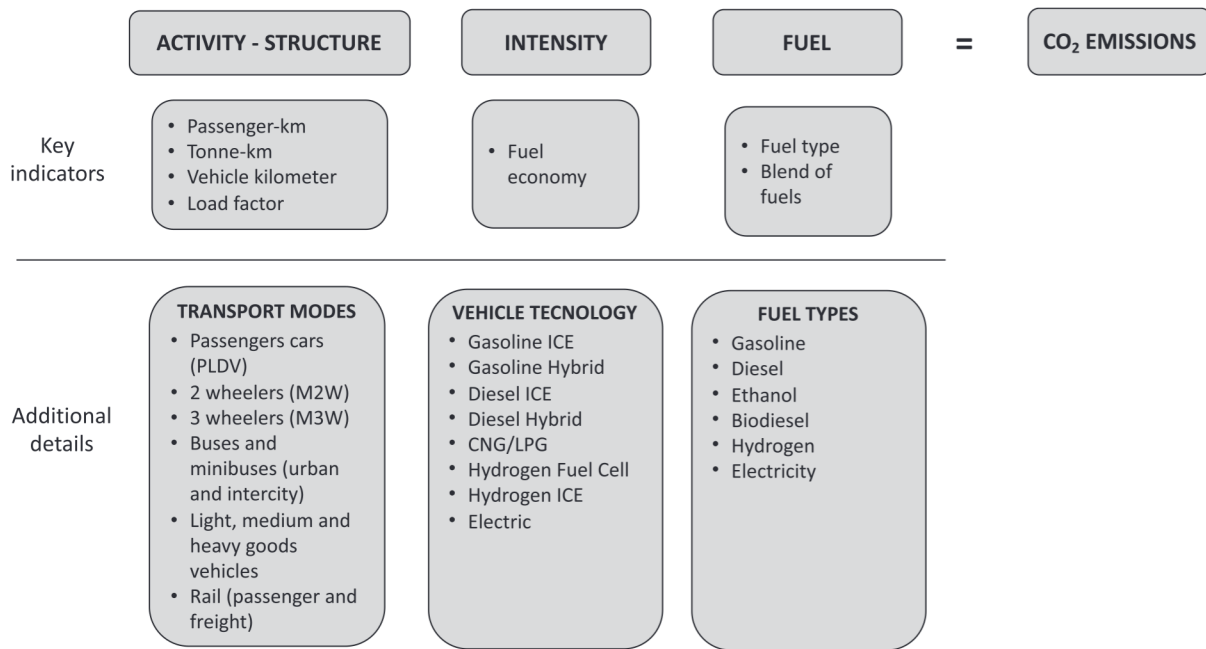 ACTIVITY - STRUCTURE
INTENSITY
FUEL
=
CO₂ EMISSIONS
Key
indicators
• Passenger-km
• Tonne-km
• Vehicle kilometer
• Load factor
• Fuel
economy
• Fuel type
• Blend of
fuels
Additional
details
TRANSPORT MODES
• Passengers cars
(PLDV)
• 2 wheelers (M2W)
• 3 wheelers (M3W)
• Buses and
minibuses (urban
and intercity)
• Light, medium and
heavy goods
vehicles
• Rail (passenger and
freight)
VEHICLE TECNOLOGY
• Gasoline ICE
• Gasoline Hybrid
• Diesel ICE
• Diesel Hybrid
• CNG/LPG
• Hydrogen Fuel Cell
• Hydrogen ICE
• Electric
FUEL TYPES
• Gasoline
• Diesel
• Ethanol
• Biodiesel
• Hydrogen
• Electricity